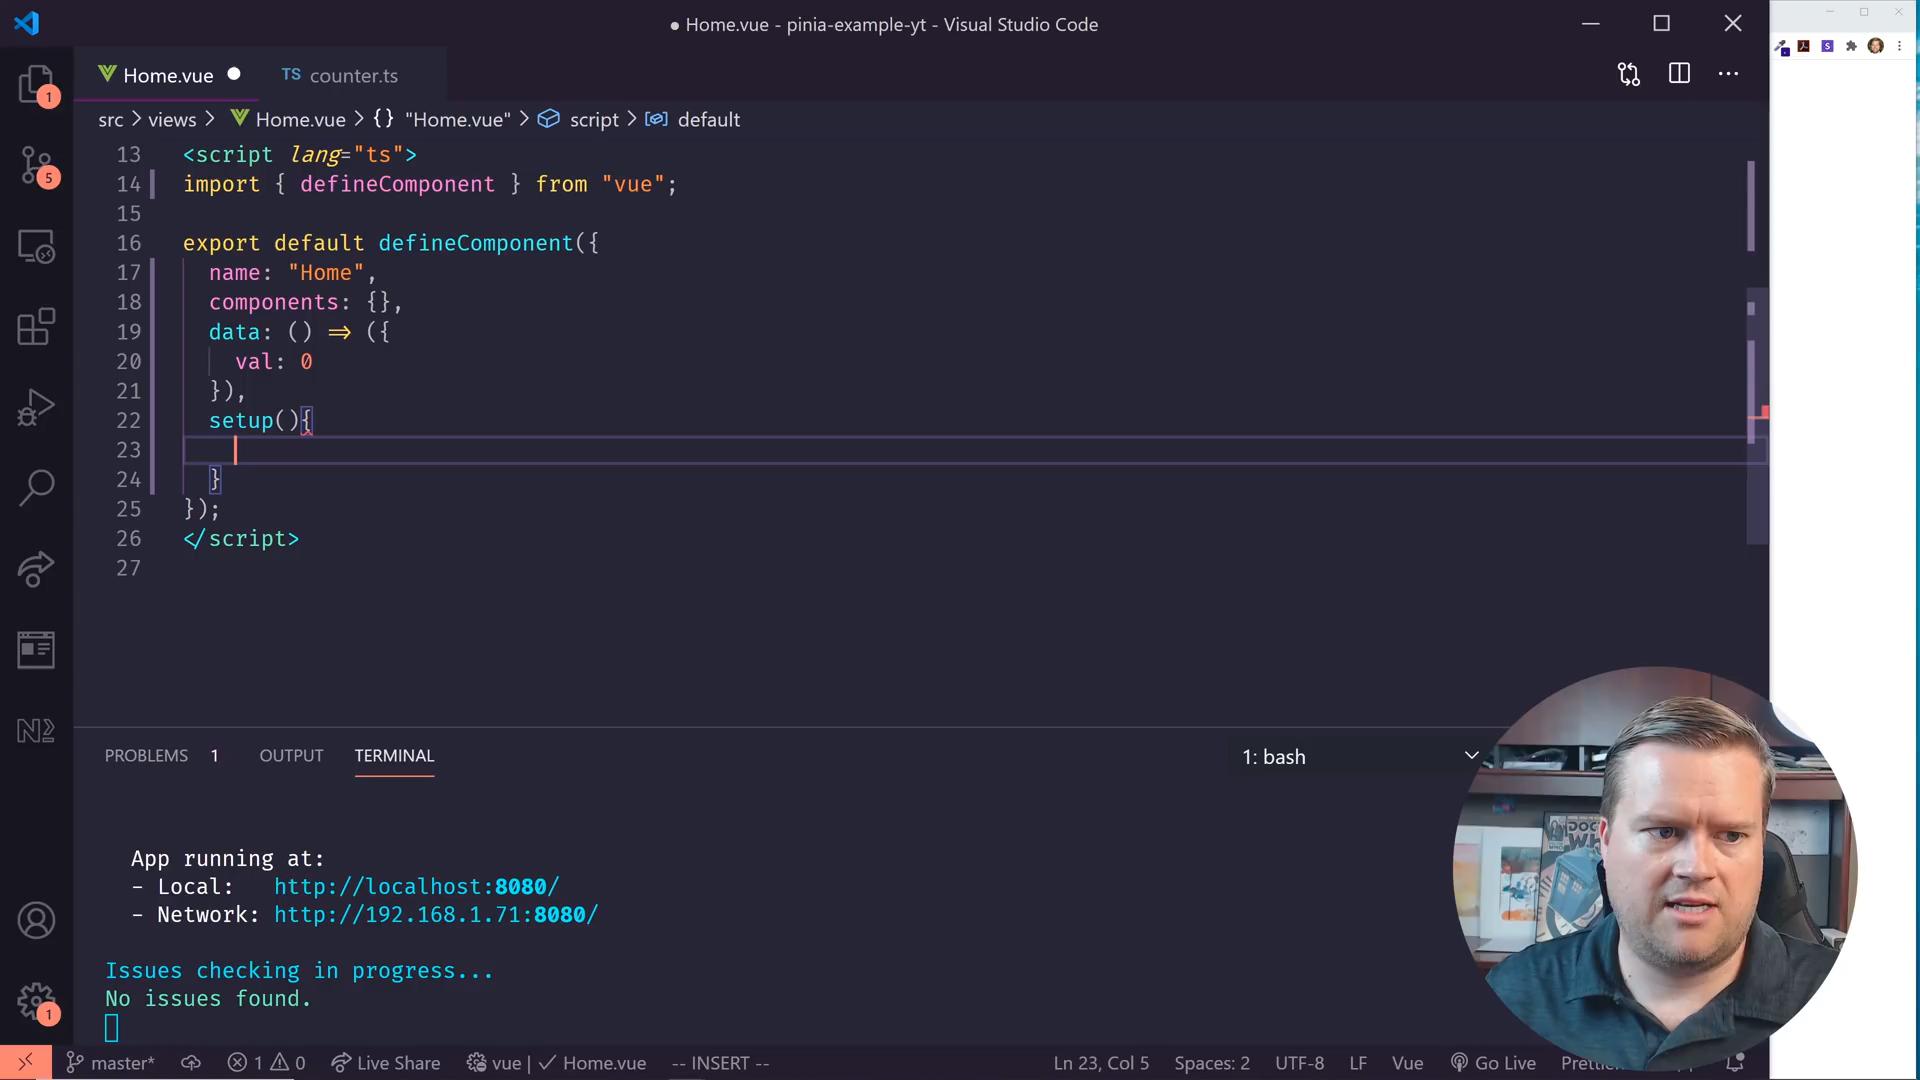 ● Home.vue - pinia-example-yt - Visual Studio Code
Home.vue
TS counter.ts
src > views > Home.vue > {} "Home.vue" > script > default
13 <script lang="ts">
14 import { defineComponent } from "vue";
15
16 export default defineComponent({
17 name: "Home",
18 components: {},
19 data: () => ({
20 val: 0
21 }),
22 setup(){
23
24 }
25 });
26 </script>
27
PROBLEMS 1 OUTPUT TERMINAL
1: bash
App running at:
- Local: http://localhost:8080/
- Network: http://192.168.1.71:8080/
Issues checking in progress...
No issues found.
master* 1 0 Live Share vue | ✓ Home.vue -- INSERT -- Ln 23, Col 5 Spaces: 2 UTF-8 LF Vue Go Live
1
5
1
DOCTOR
WHO